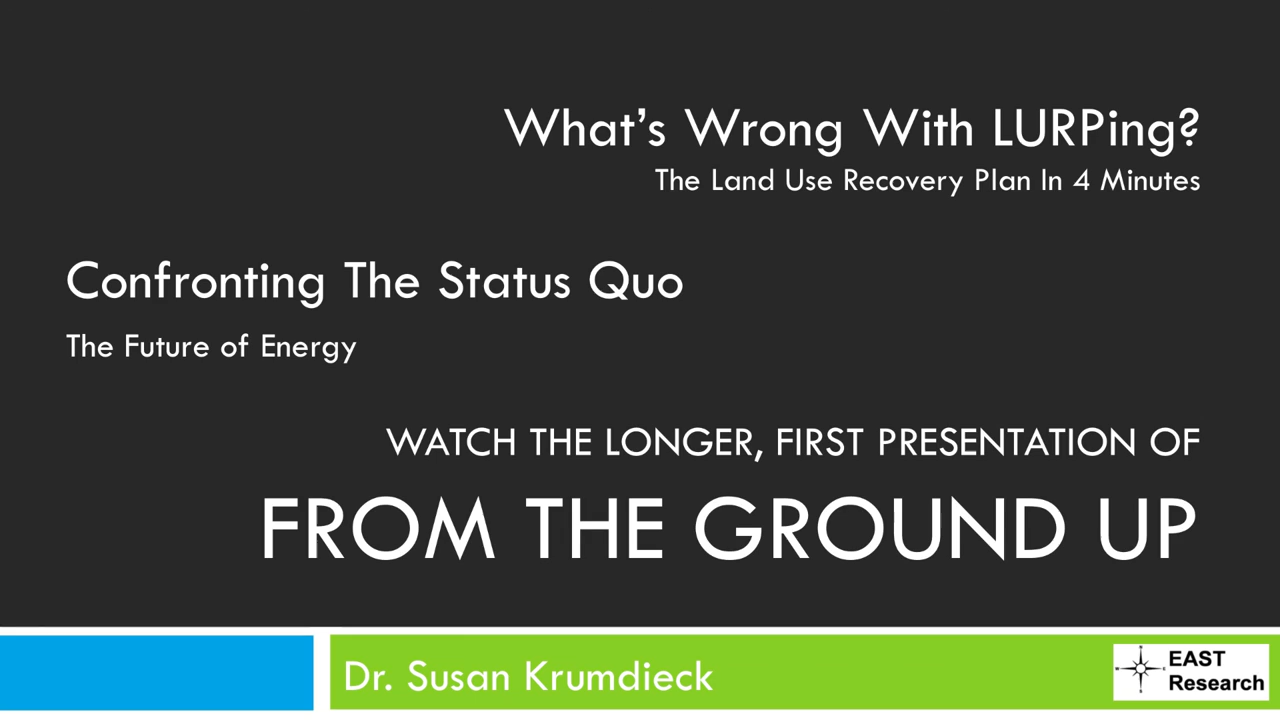 What's Wrong With LURPing?
The Land Use Recovery Plan In 4 Minutes
Confronting The Status Quo
The Future of Energy
WATCH THE LONGER, FIRST PRESENTATION OF
FROM THE GROUND UP
Dr. Susan Krumdieck
EAST
Research